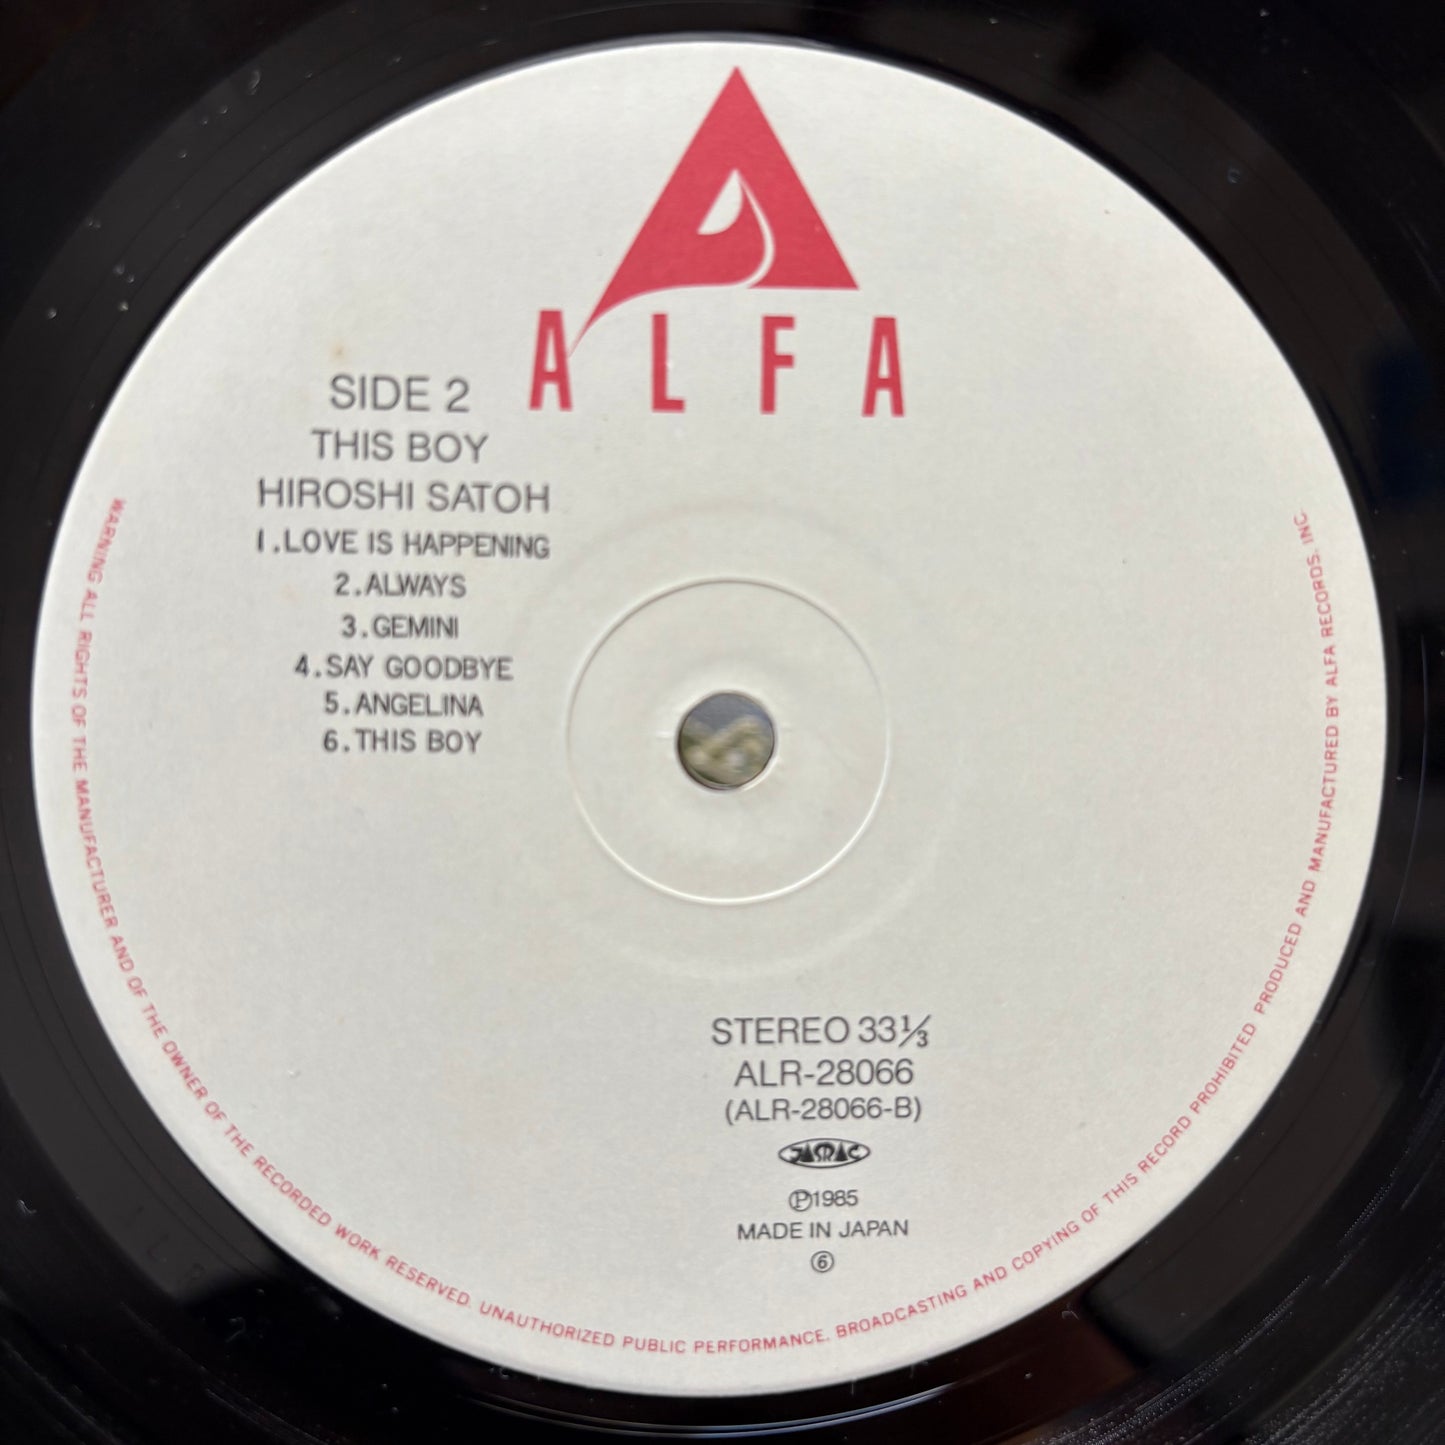 ALFA
SIDE 2
THIS BOY
HIROSHI SATOH
1.LOVE IS HAPPENING
2.ALWAYS
3.GEMINI
4.SAY GOODBYE
5.ANGELINA
6.THIS BOY
STEREO 33⅓
ALR-28066
(ALR-28066-B)
JASRAC
℗1985
MADE IN JAPAN
⑥
WARNING ALL RIGHTS OF THE MANUFACTURER AND OF THE OWNER OF THE RECORDED WORK RESERVED. UNAUTHORIZED PUBLIC PERFORMANCE. BROADCASTING AND COPYING OF THIS RECORD PROHIBITED PRODUCED AND MANUFACTURED BY ALFA RECORDS. INC.